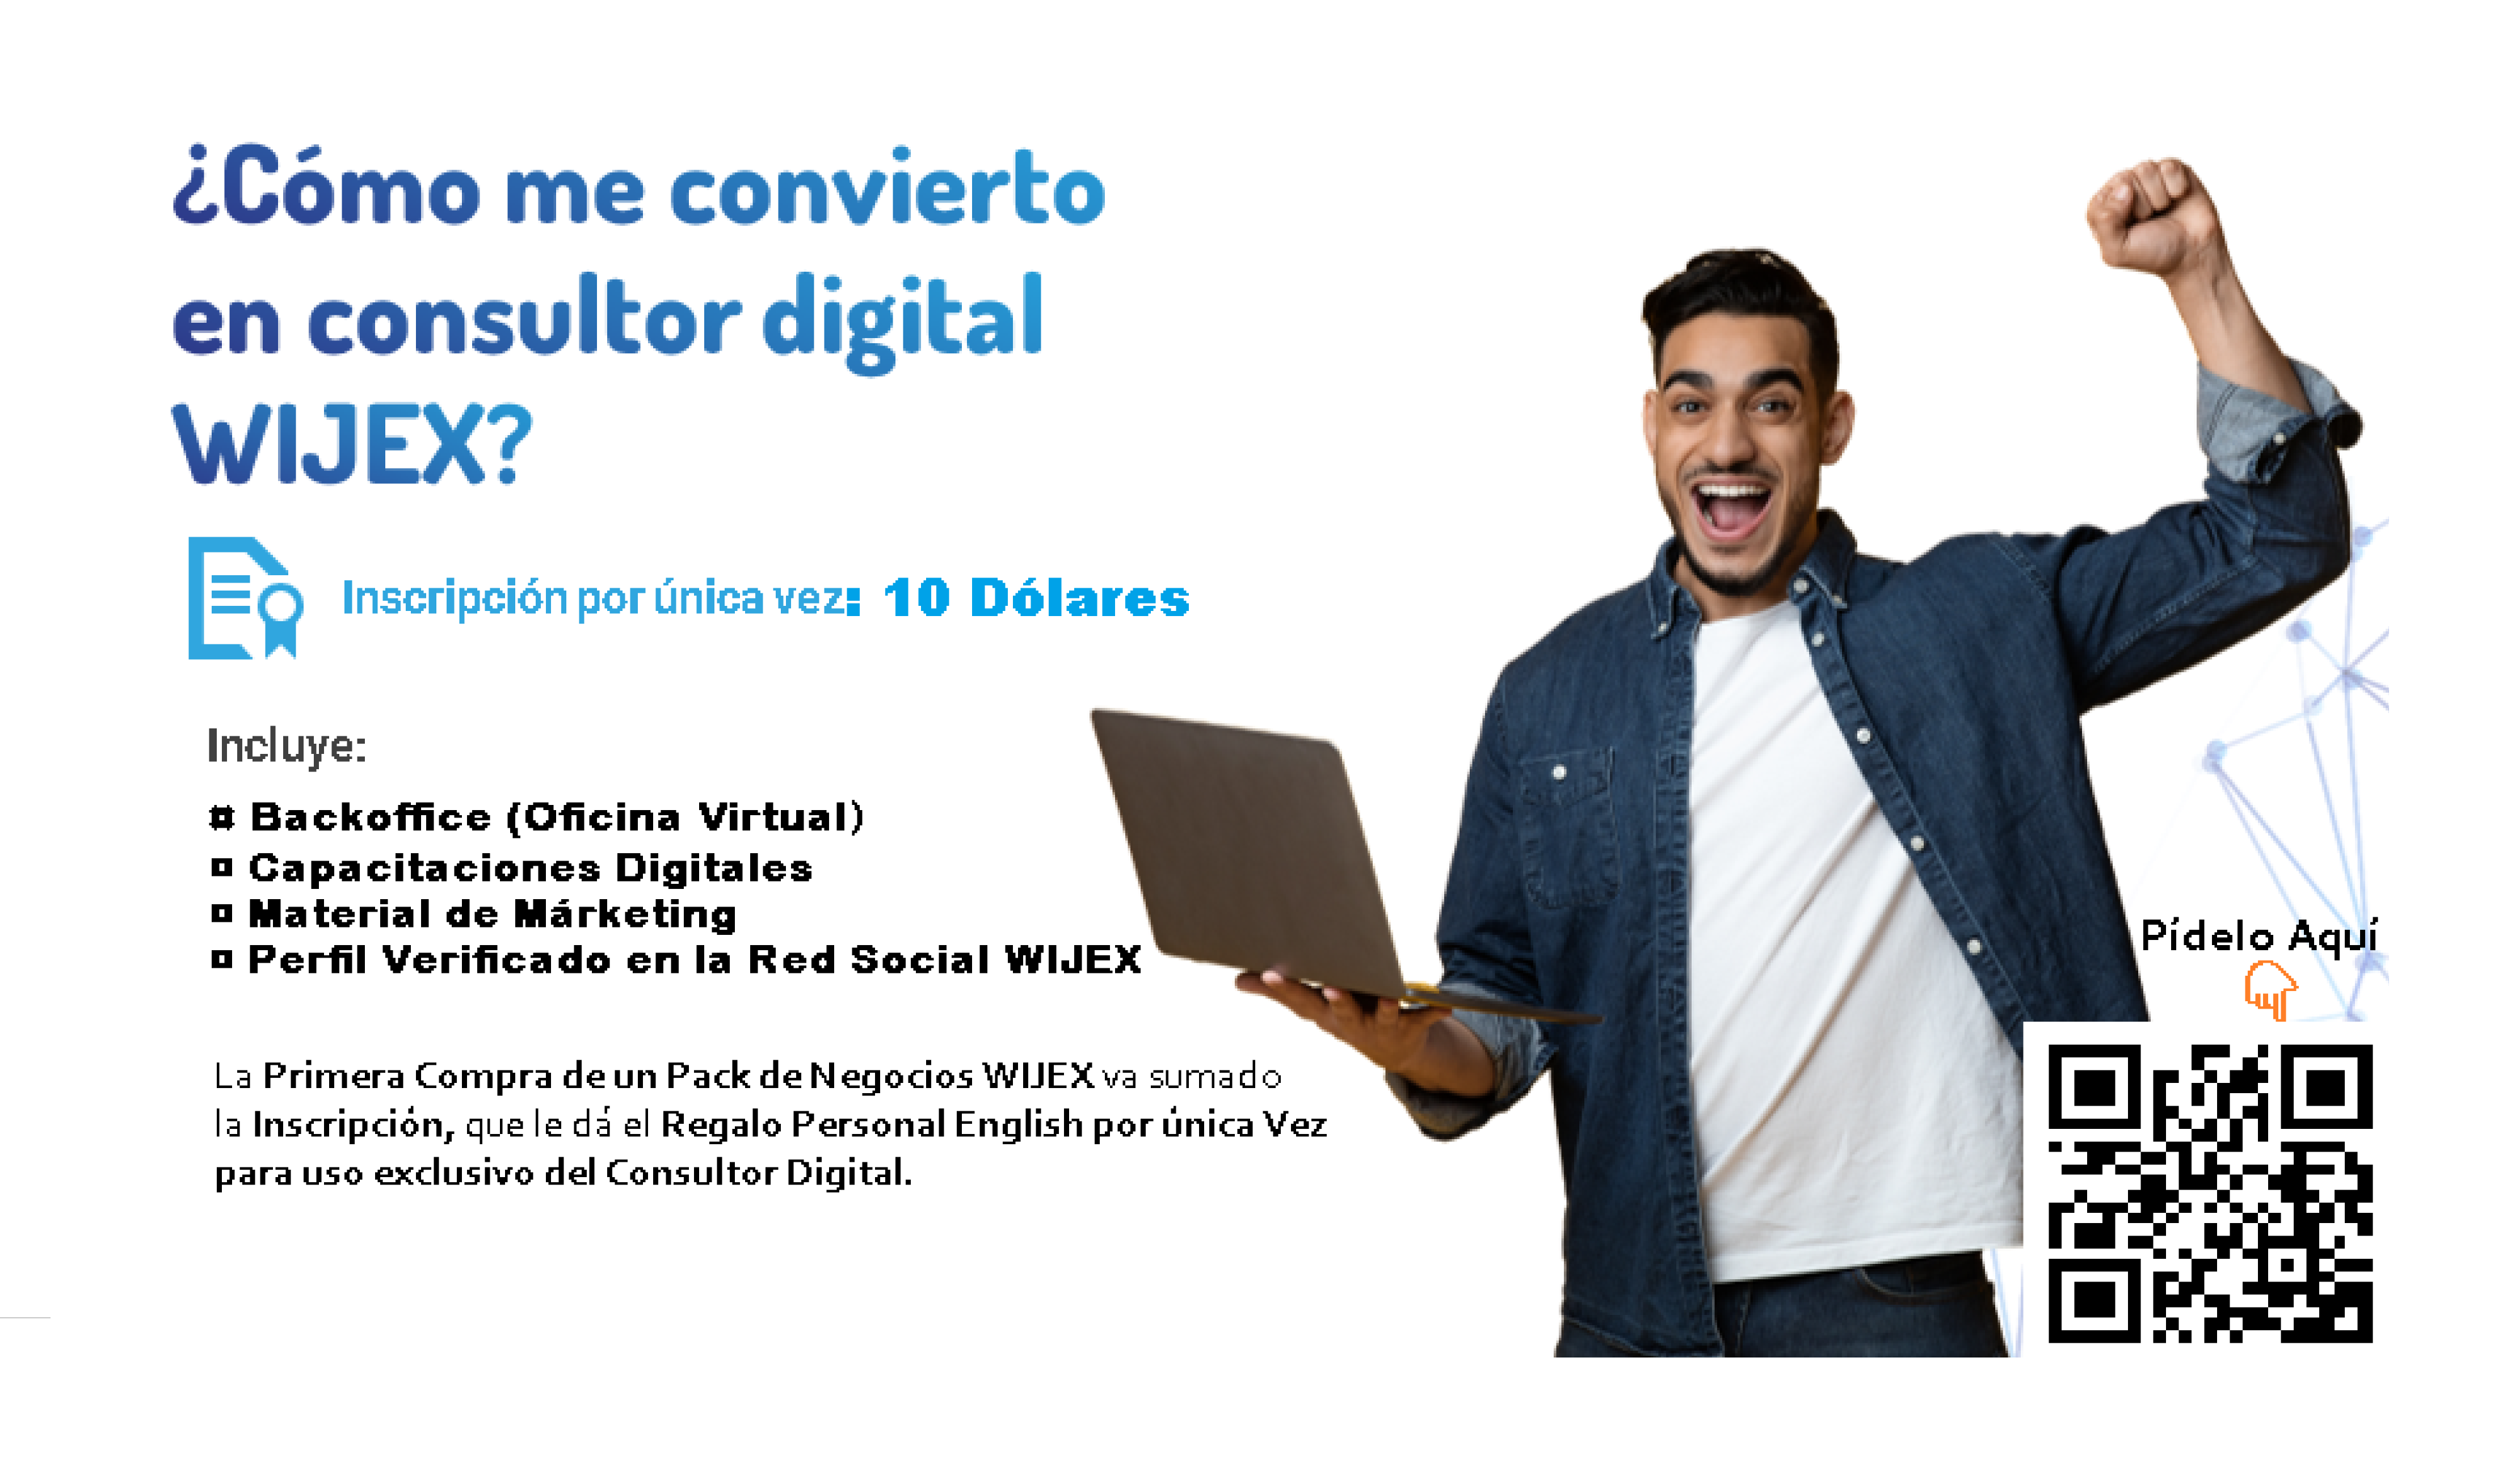 ¿Cómo me convierto
en consultor digital
WIJEX?
Inscripción por única vez: 10 Dólares
Incluye:
Backoffice (Oficina Virtual)
Capacitaciones Digitales
Material de Márketing
Perfil Verificado en la Red Social WIJEX
La Primera Compra de un Pack de Negocios WIJEX va sumado
la Inscripción, que le dá el Regalo Personal English por única Vez
para uso exclusivo del Consultor Digital.
Pídelo Aquí